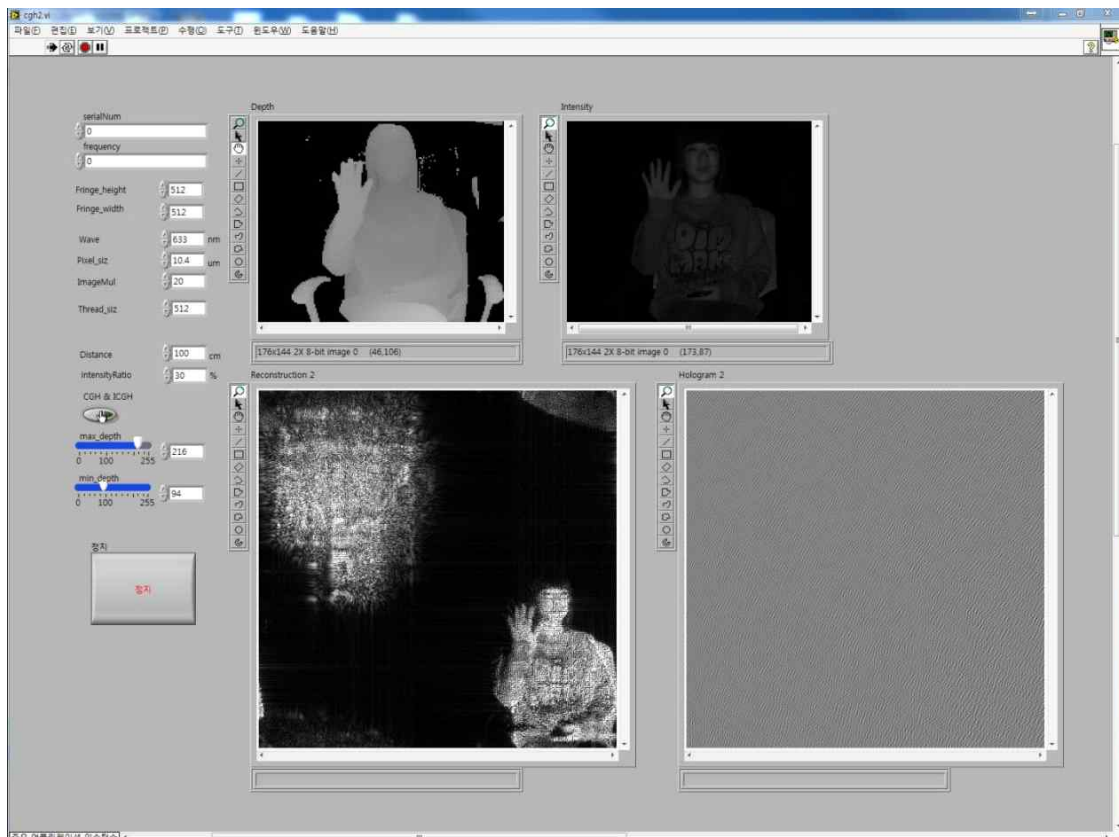 cgh2.vi
파일(F) 편집(E) 보기(V) 프로젝트(P) 수행(O) 도구(T) 윈도우(W) 도움말(H)
serialNum
0
frequency
0
Fringe_height 512
Fringe_width 512
Wave 633 nm
Pixel_siz 10.4 um
ImageMul 20
Thread_siz 512
Distance 100 cm
IntensityRatio 30 %
CGH & ICGH
max_depth
216
0 100 255
min_depth
94
0 100 255
정지
정지
Depth
176x144 2X 8-bit image 0 (46,106)
Intensity
176x144 2X 8-bit image 0 (173,87)
Reconstruction 2
Hologram 2